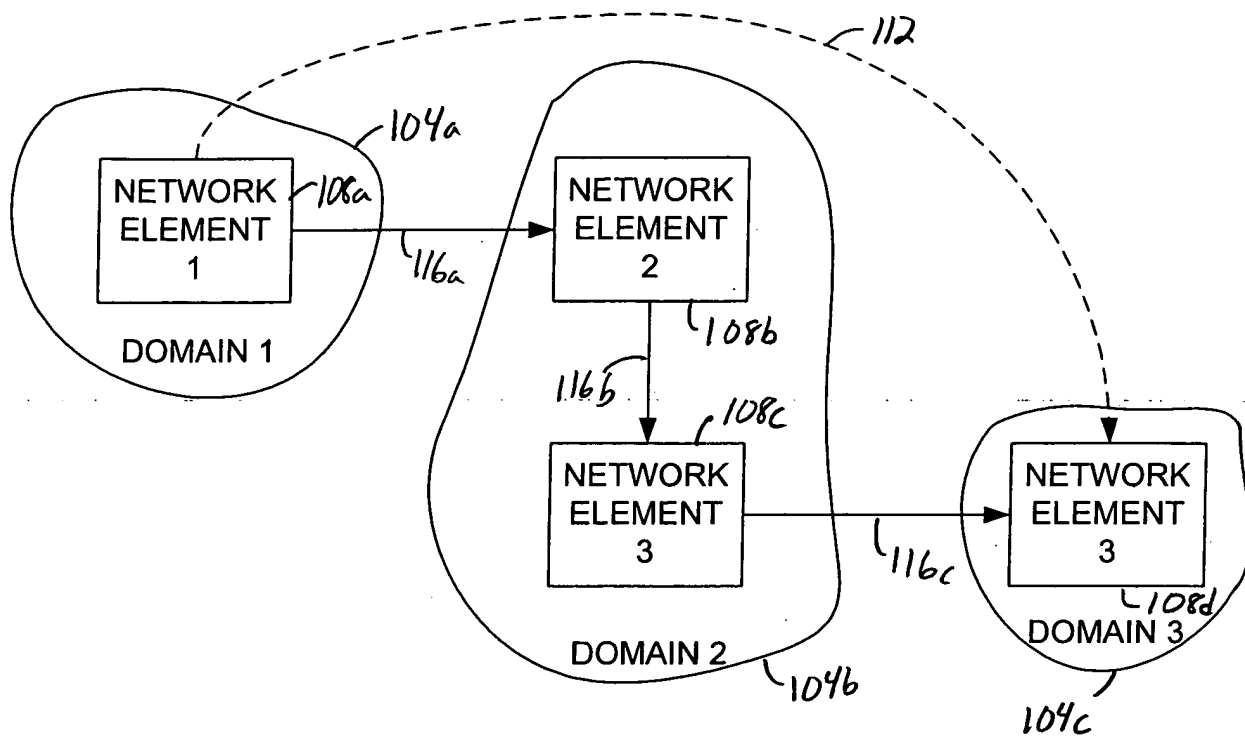 112
104a
NETWORK
ELEMENT
1
108a
116a
DOMAIN 1
NETWORK
ELEMENT
2
108b
116b
108c
NETWORK
ELEMENT
3
116c
DOMAIN 2
104b
NETWORK
ELEMENT
3
108d
DOMAIN 3
104c